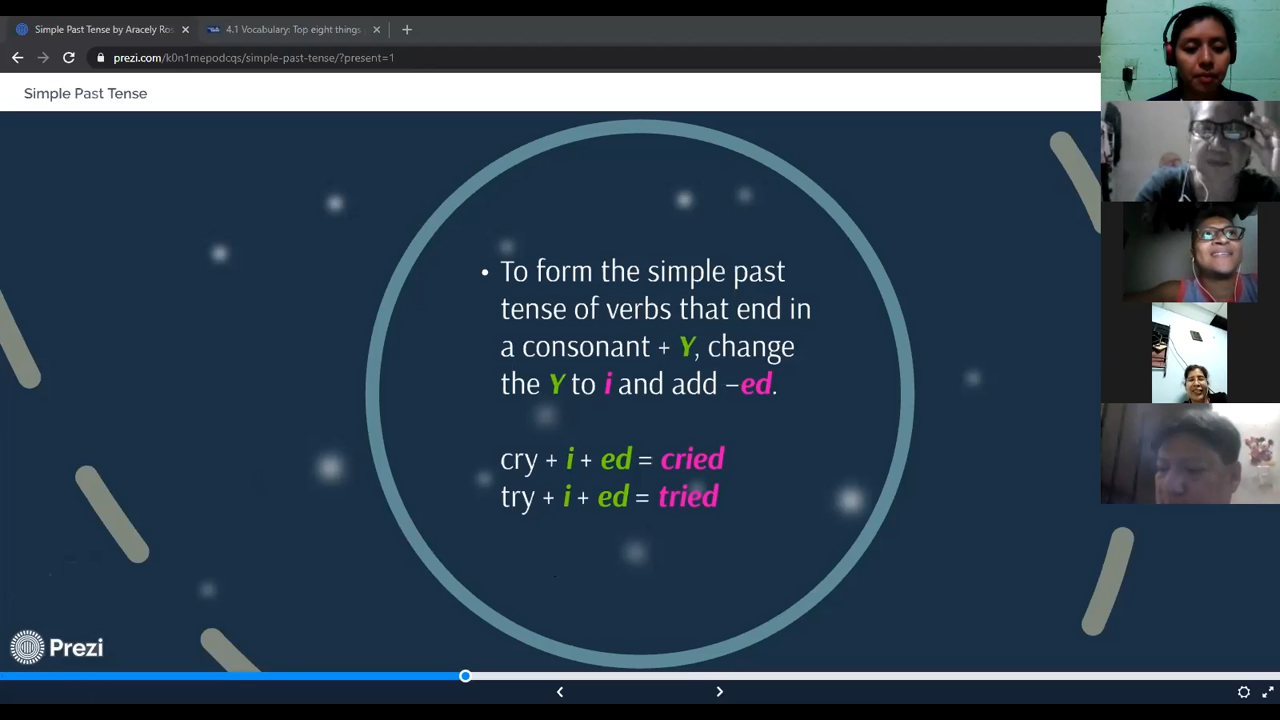 Simple Past Tense by Aracely Ros
4.1 Vocabulary: Top eight things
prezi.com/k0n1mepodcqs/simple-past-tense/?present=1
Simple Past Tense
• To form the simple past
tense of verbs that end in
a consonant + Y, change
the Y to i and add –ed.
cry + i + ed = cried
try + i + ed = tried
Prezi